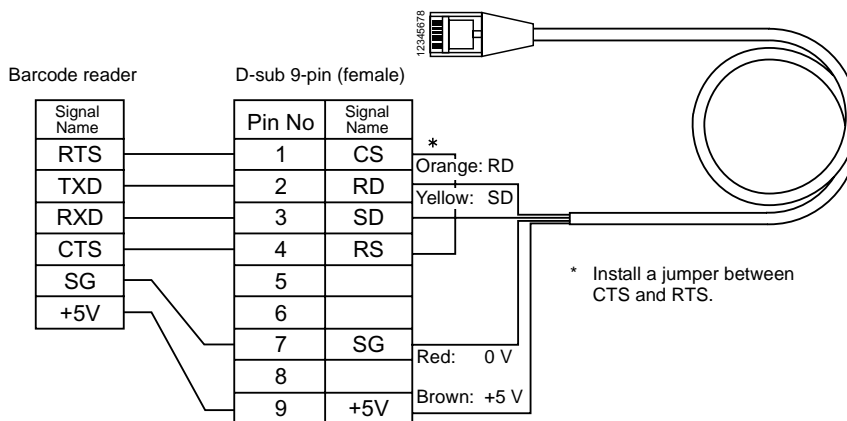 12345678
Barcode reader
D-sub 9-pin (female)
Signal
Name
RTS
TXD
RXD
CTS
SG
+5V
Pin No
Signal
Name
1 CS
2 RD
3 SD
4 RS
5
6
7 SG
8
9 +5V
*
Orange: RD
Yellow: SD
Red: 0 V
Brown: +5 V
* Install a jumper between
CTS and RTS.